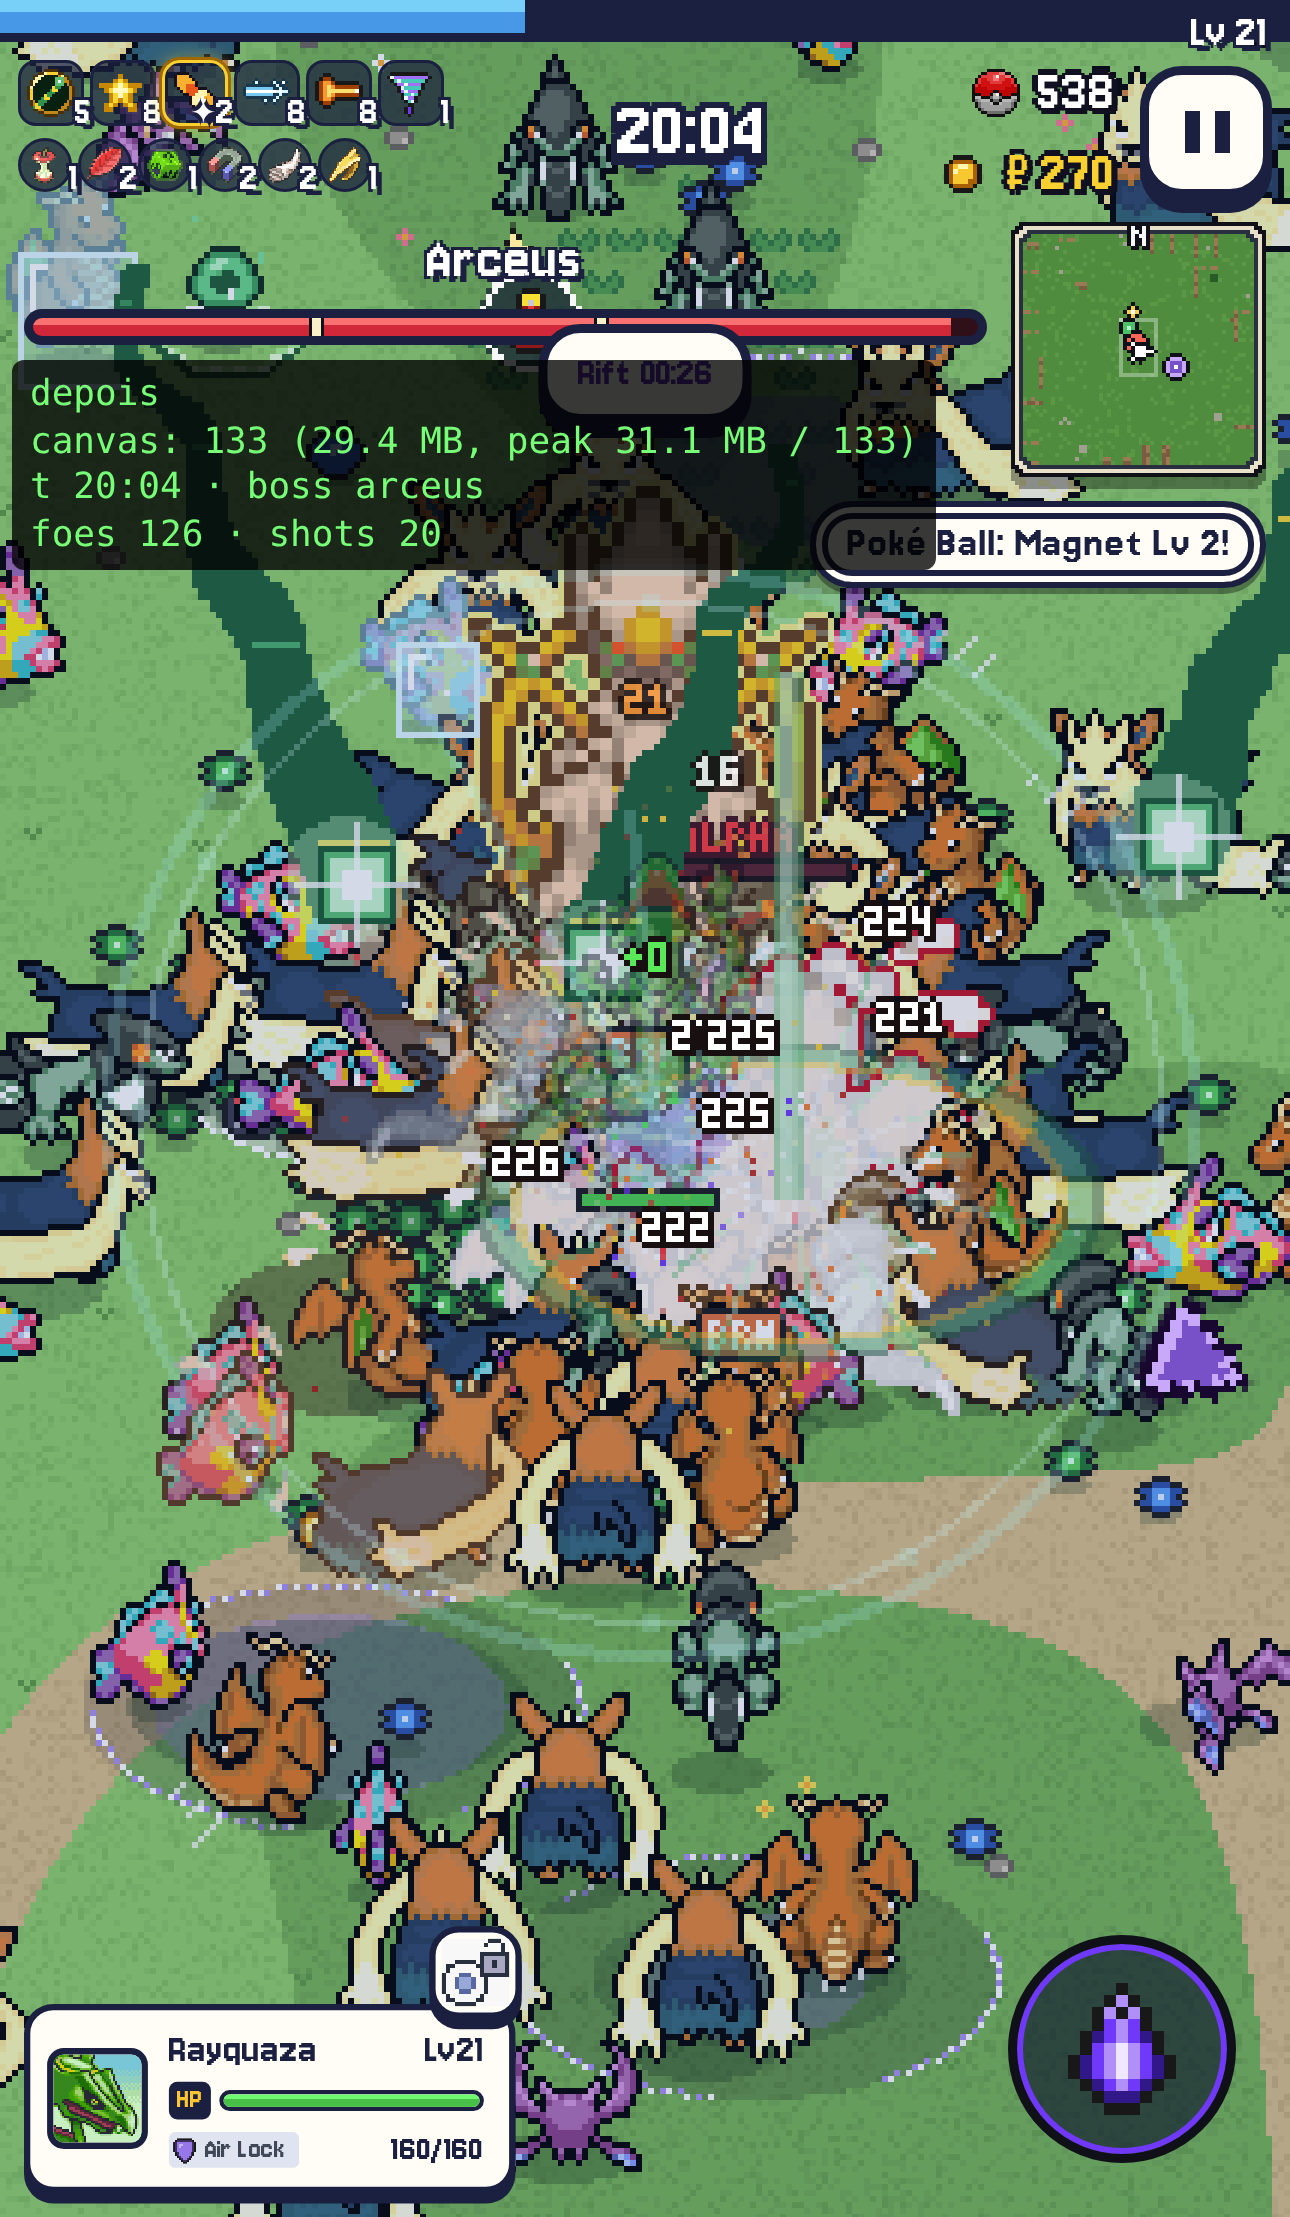 Lv 21
5 8 2 8 8 1
20:04
538
₽ 270
1 2 1 2 2 1
N
Arceus
Rift 00:26
depois
canvas: 133 (29.4 MB, peak 31.1 MB / 133)
t 20:04 · boss arceus
foes 126 · shots 20
Poké Ball: Magnet Lv 2!
21
16
224
+0
221
2'225
225
226
222
Rayquaza Lv21
HP
Air Lock 160/160